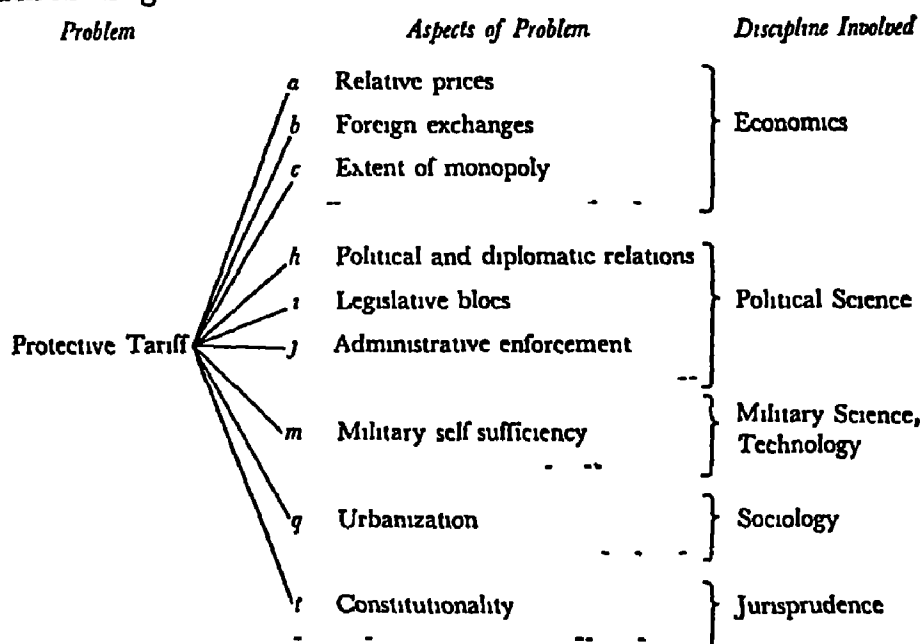 Problem Aspects of Problem Discipline Involved
a Relative prices
b Foreign exchanges Economics
c Extent of monopoly
h Political and diplomatic relations
i Legislative blocs Political Science
Protective Tariff j Administrative enforcement
m Military self sufficiency Military Science,
Technology
q Urbanization Sociology
t Constitutionality Jurisprudence